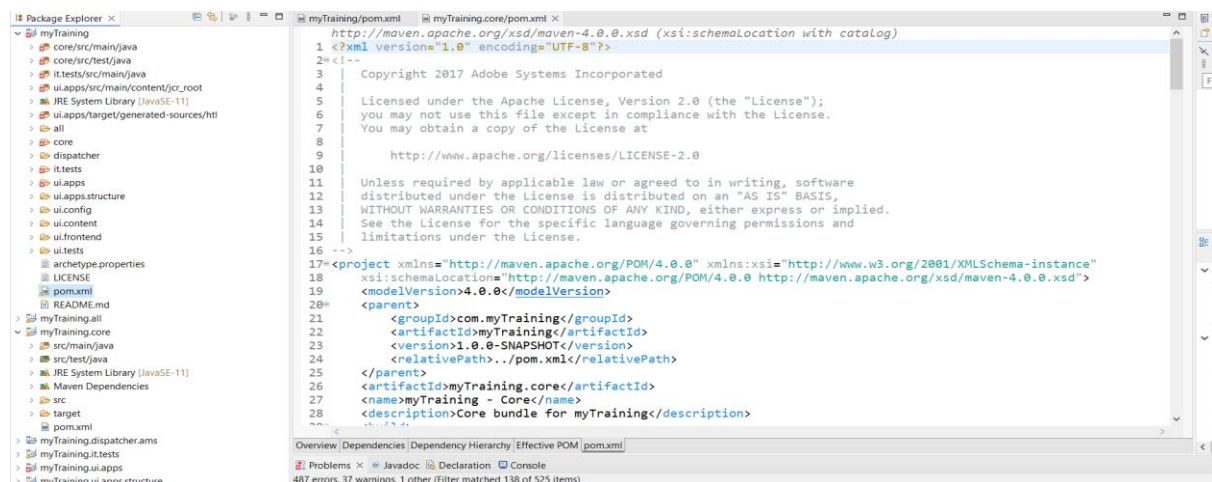 Package Explorer
myTraining
core/src/main/java
core/src/test/java
it.tests/src/main/java
ui.apps/src/main/content/jcr_root
JRE System Library [JavaSE-11]
ui.apps/target/generated-sources/htl
all
core
dispatcher
it.tests
ui.apps
ui.apps.structure
ui.config
ui.content
ui.frontend
ui.tests
archetype.properties
LICENSE
pom.xml
README.md
myTraining.all
myTraining.core
src/main/java
src/test/java
JRE System Library [JavaSE-11]
Maven Dependencies
src
target
pom.xml
myTraining.dispatcher.ams
myTraining.it.tests
myTraining.ui.apps
myTraining.ui.apps.structure
myTraining/pom.xml myTraining.core/pom.xml
http://maven.apache.org/xsd/maven-4.0.0.xsd (xsi:schemaLocation with catalog)
1 <?xml version="1.0" encoding="UTF-8"?>
2 <!--
3 | Copyright 2017 Adobe Systems Incorporated
4 |
5 | Licensed under the Apache License, Version 2.0 (the "License");
6 | you may not use this file except in compliance with the License.
7 | You may obtain a copy of the License at
8 |
9 | http://www.apache.org/licenses/LICENSE-2.0
10 |
11 | Unless required by applicable law or agreed to in writing, software
12 | distributed under the License is distributed on an "AS IS" BASIS,
13 | WITHOUT WARRANTIES OR CONDITIONS OF ANY KIND, either express or implied.
14 | See the License for the specific language governing permissions and
15 | limitations under the License.
16 -->
17 <project xmlns="http://maven.apache.org/POM/4.0.0" xmlns:xsi="http://www.w3.org/2001/XMLSchema-instance"
18 xsi:schemaLocation="http://maven.apache.org/POM/4.0.0 http://maven.apache.org/xsd/maven-4.0.0.xsd">
19 <modelVersion>4.0.0</modelVersion>
20 <parent>
21 <groupId>com.myTraining</groupId>
22 <artifactId>myTraining</artifactId>
23 <version>1.0.0-SNAPSHOT</version>
24 <relativePath>../pom.xml</relativePath>
25 </parent>
26 <artifactId>myTraining.core</artifactId>
27 <name>myTraining - Core</name>
28 <description>Core bundle for myTraining</description>
Overview Dependencies Dependency Hierarchy Effective POM pom.xml
Problems Javadoc Declaration Console
487 errors, 37 warnings, 1 other (Filter matched 138 of 525 items)